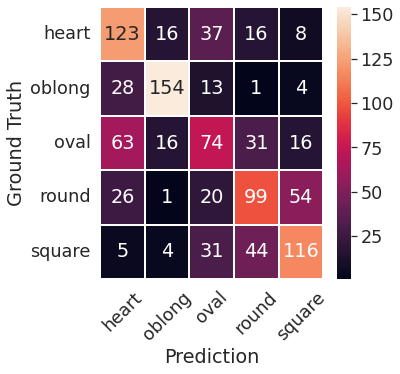 heart 123 16 37 16 8
oblong 28 154 13 1 4
oval 63 16 74 31 16
round 26 1 20 99 54
square 5 4 31 44 116
heart oblong oval round square
Prediction
Ground Truth
150
125
100
75
50
25